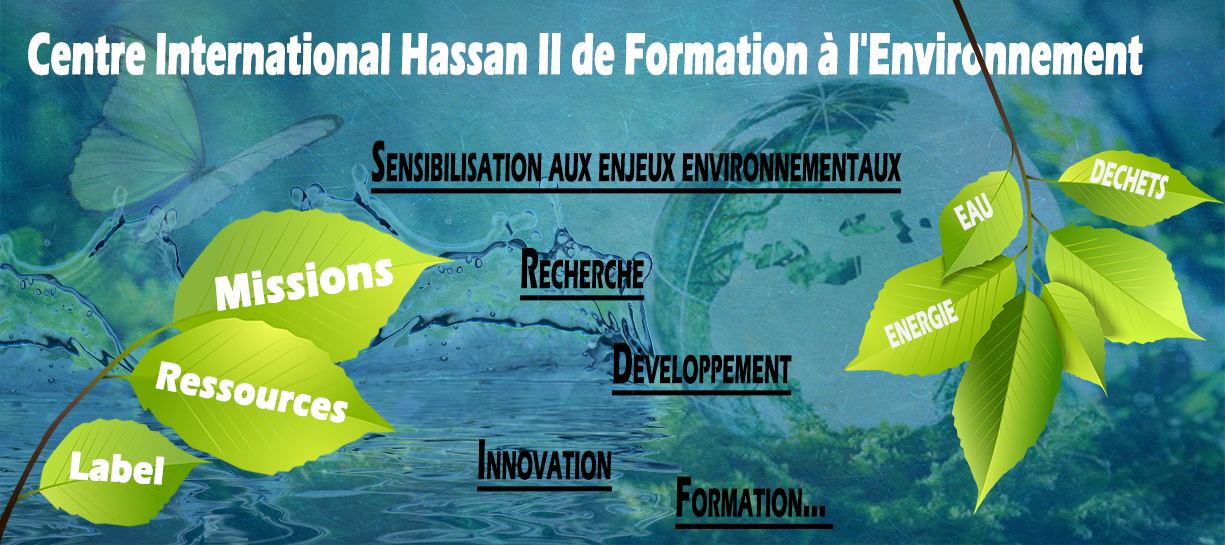 Centre International Hassan II de Formation à l'Environnement
SENSIBILISATION AUX ENJEUX ENVIRONNEMENTAUX
DECHETS
EAU
RECHERCHE
Missions
ENERGIE
DEVELOPPEMENT
Ressources
INNOVATION
Label
FORMATION...